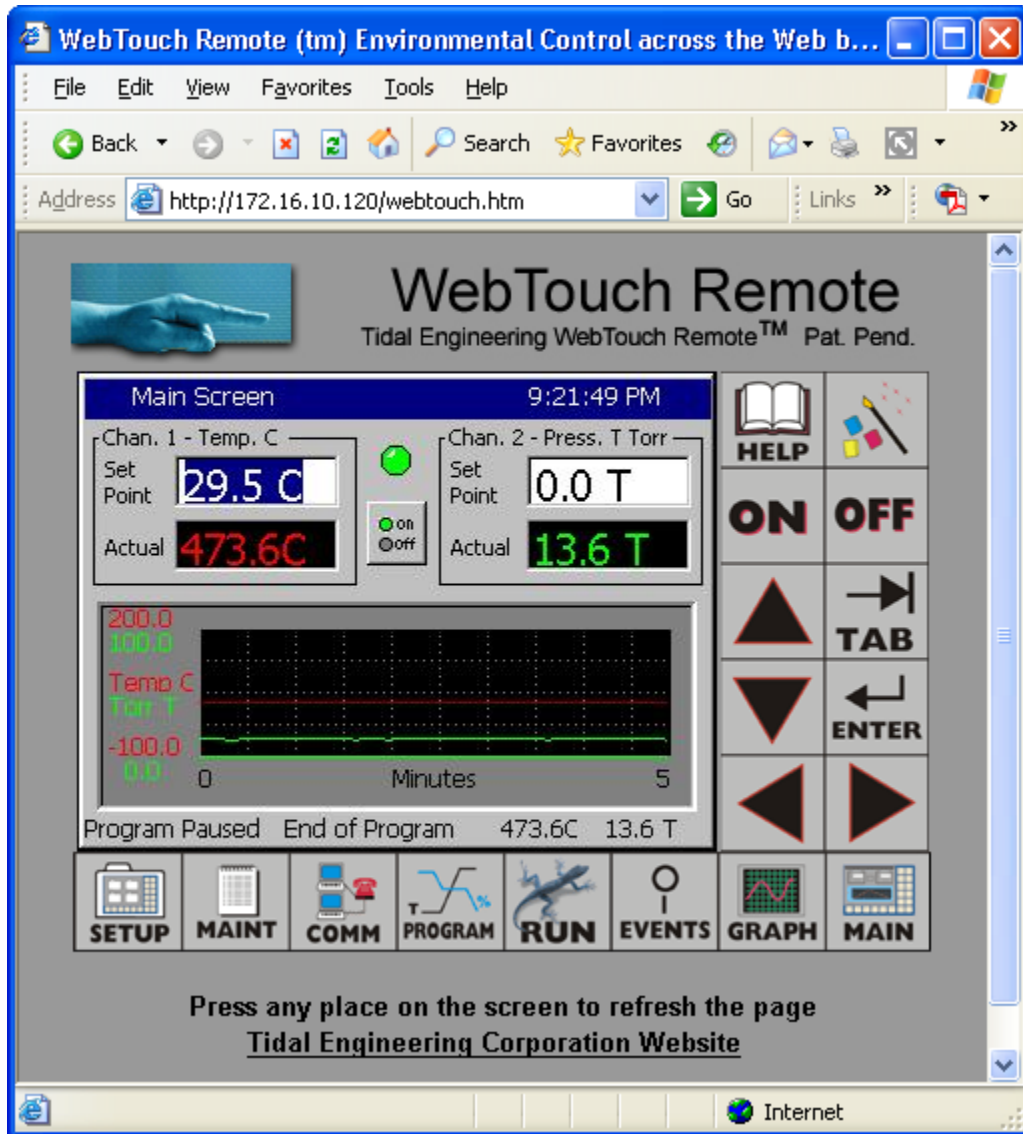 WebTouch Remote (tm) Environmental Control across the Web b...
File Edit View Favorites Tools Help
Back Search Favorites »
Address http://172.16.10.120/webtouch.htm Go Links »
WebTouch Remote
Tidal Engineering WebTouch Remote™ Pat. Pend.
Main Screen 9:21:49 PM
Chan. 1 - Temp. C
Set
Point 29.5 C
Actual 473.6C
on
off
Chan. 2 - Press. T Torr
Set
Point 0.0 T
Actual 13.6 T
200.0
100.0
Temp C
Torr T
-100.0
0.0
0 Minutes 5
Program Paused End of Program 473.6C 13.6 T
HELP
ON OFF
TAB
ENTER
SETUP MAINT COMM T PROGRAM % RUN EVENTS GRAPH MAIN
Press any place on the screen to refresh the page
Tidal Engineering Corporation Website
Internet